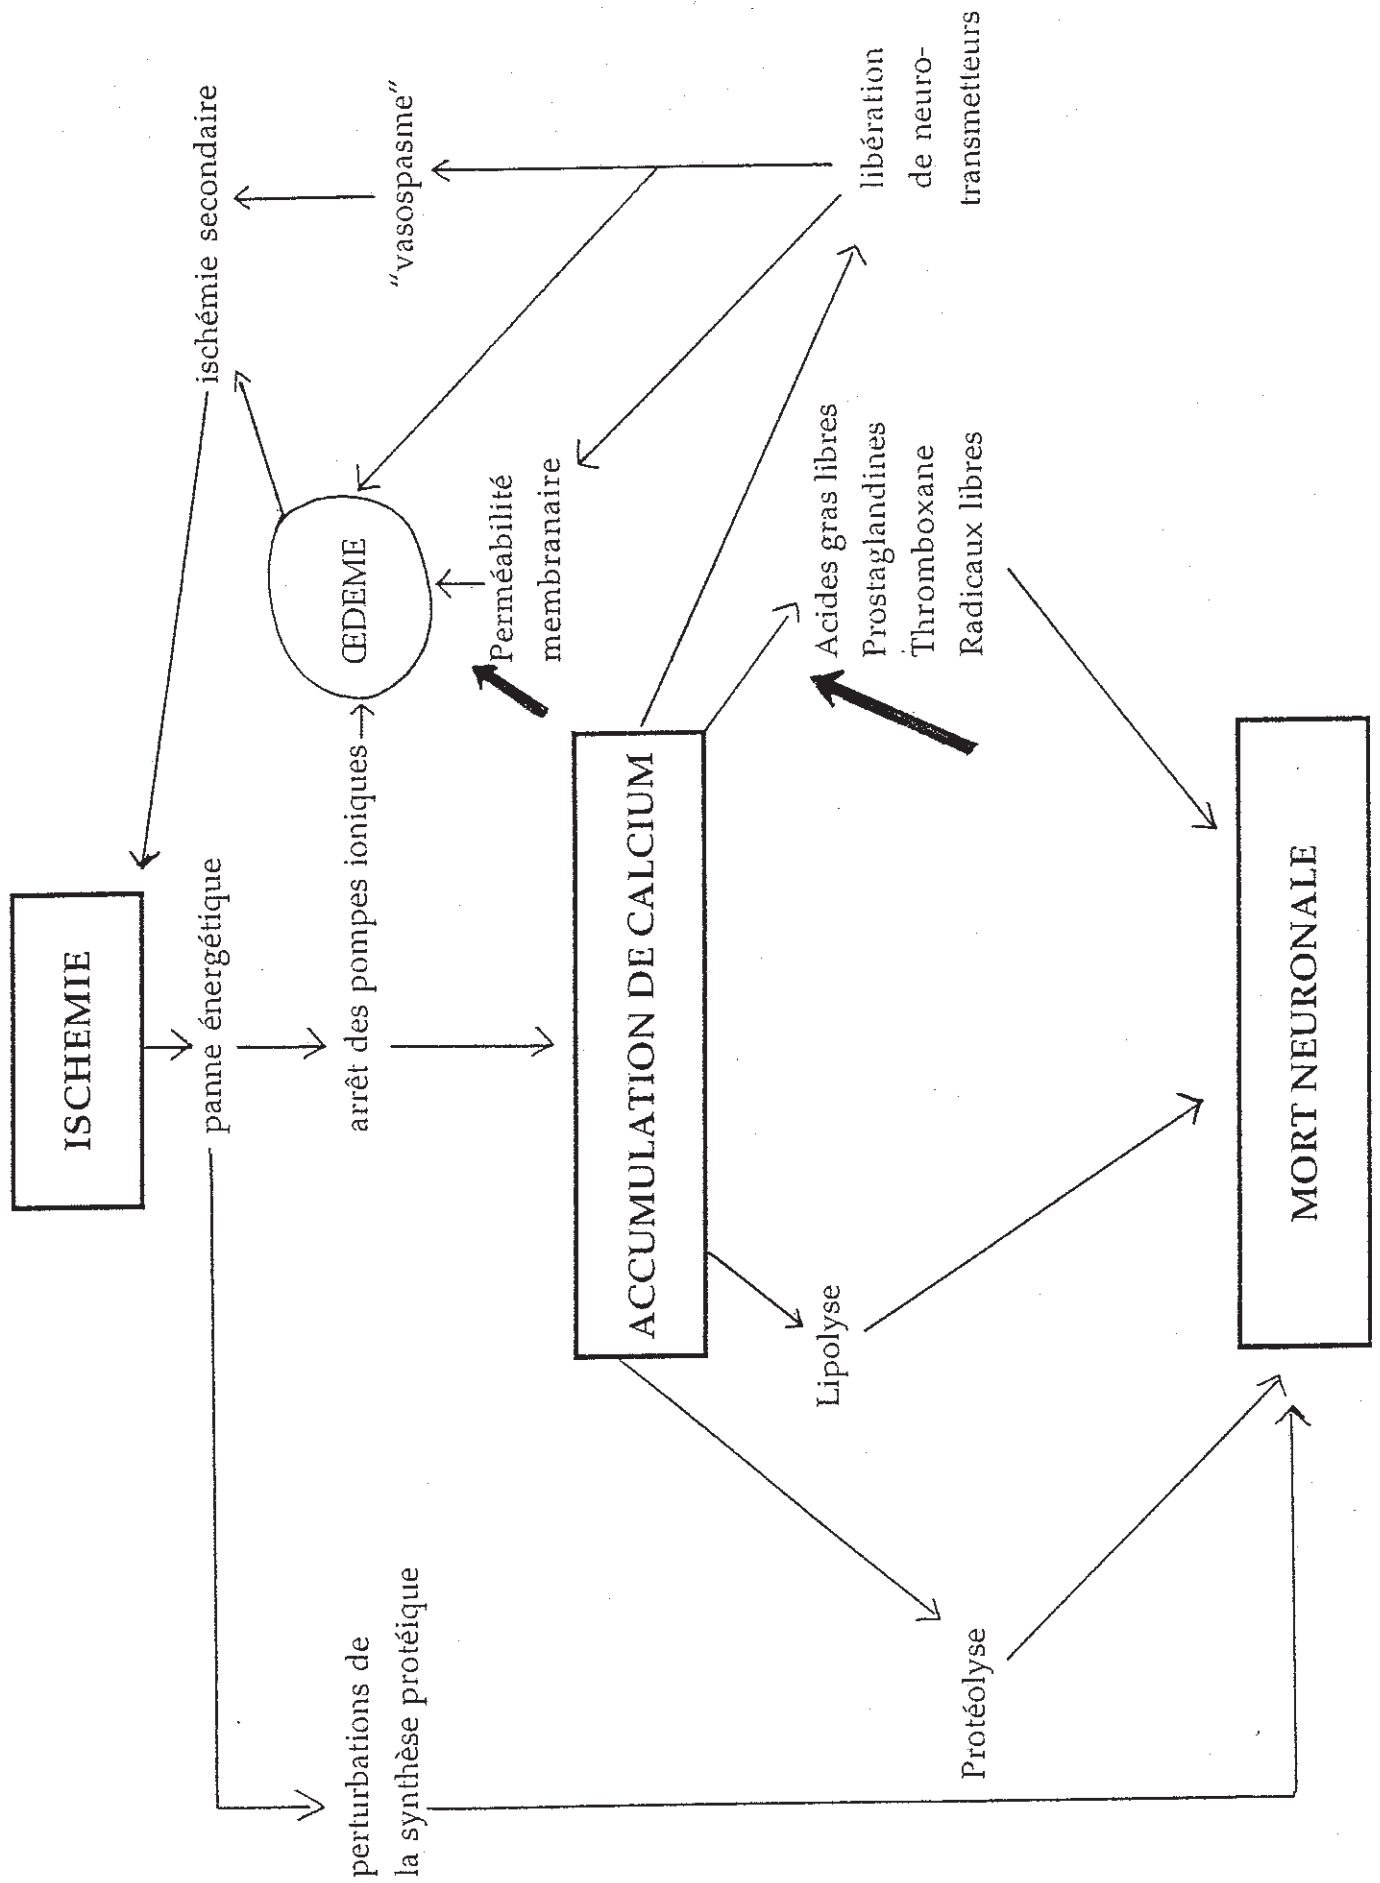 ISCHEMIE
panne énergétique
ischémie secondaire
perturbations de
la synthèse protéique
arrêt des pompes ioniques
ŒDEME
"vasospasme"
Perméabilité
membranaire
ACCUMULATION DE CALCIUM
Lipolyse
Acides gras libres
Prostaglandines
Thromboxane
Radicaux libres
libération
de neuro-
transmetteurs
Protéolyse
MORT NEURONALE